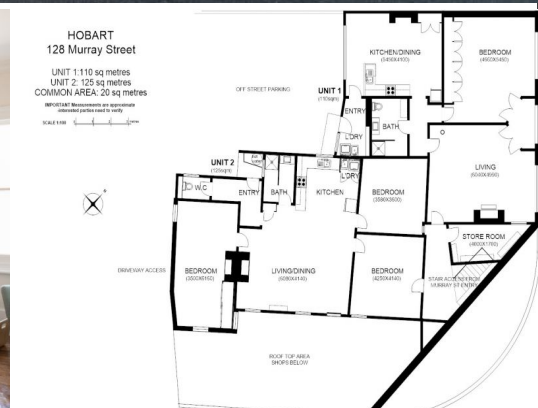 HOBART
128 Murray Street
UNIT 1:110 sq metres
UNIT 2: 125 sq metres
COMMON AREA: 20 sq metres
IMPORTANT Measurements are approximate
interested parties need to verify
SCALE 1:100
OFF STREET PARKING
UNIT 1
(110sqm)
KITCHEN/DINING
BEDROOM
ENTRY
BATH
L'DRY
UNIT 2
(125sqm)
W.C
ENTRY
BATH
KITCHEN
L'DRY
BEDROOM
LIVING
STORE ROOM
DRIVEWAY ACCESS
BEDROOM
LIVING/DINING
BEDROOM
STAIR ACCESS FROM
MURRAY ST ENTRY
ROOF TOP AREA
SHOPS BELOW